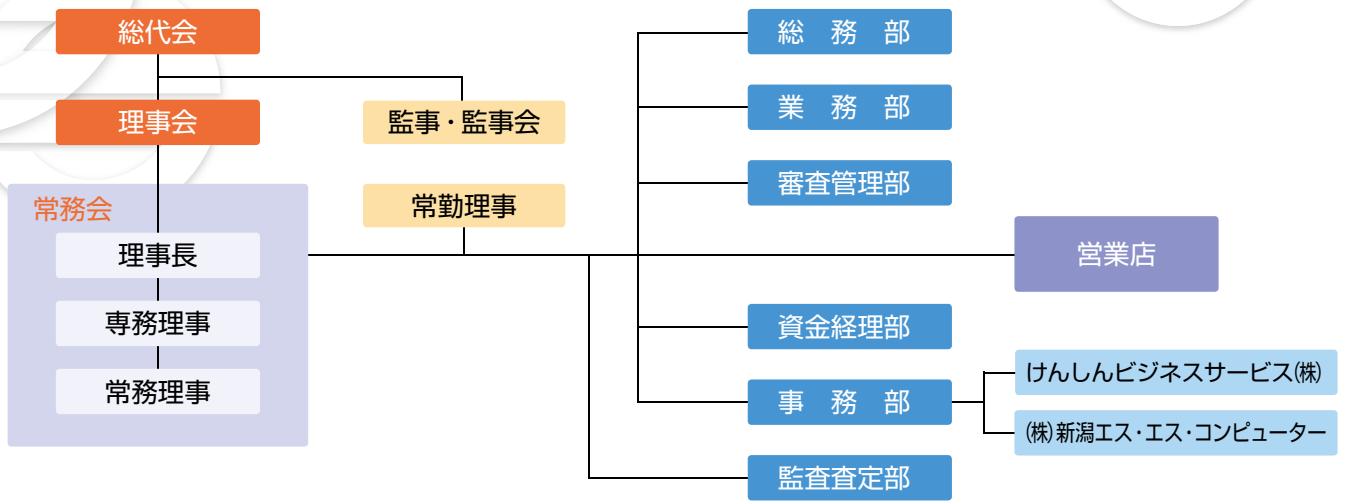 総代会
理事会
監事・監事会
常務会
理事長
専務理事
常務理事
常勤理事
総務部
業務部
審査管理部
営業店
資金経理部
事務部
けんしんビジネスサービス㈱
㈱新潟エス・エス・コンピューター
監査査定部